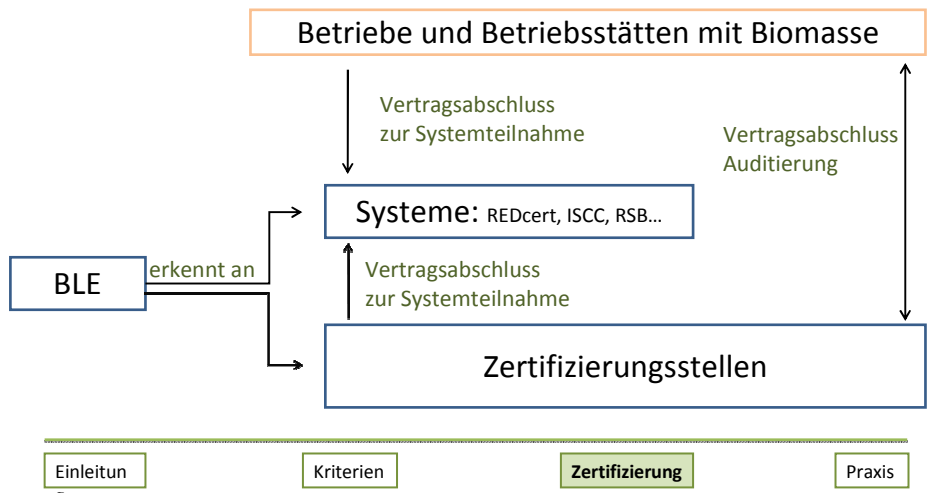 Betriebe und Betriebsstätten mit Biomasse
Vertragsabschluss
zur Systemteilnahme
Vertragsabschluss
Auditierung
Systeme: REDcert, ISCC, RSB...
BLE
erkennt an
Vertragsabschluss
zur Systemteilnahme
Zertifizierungsstellen
Einleitun
Kriterien
Zertifizierung
Praxis